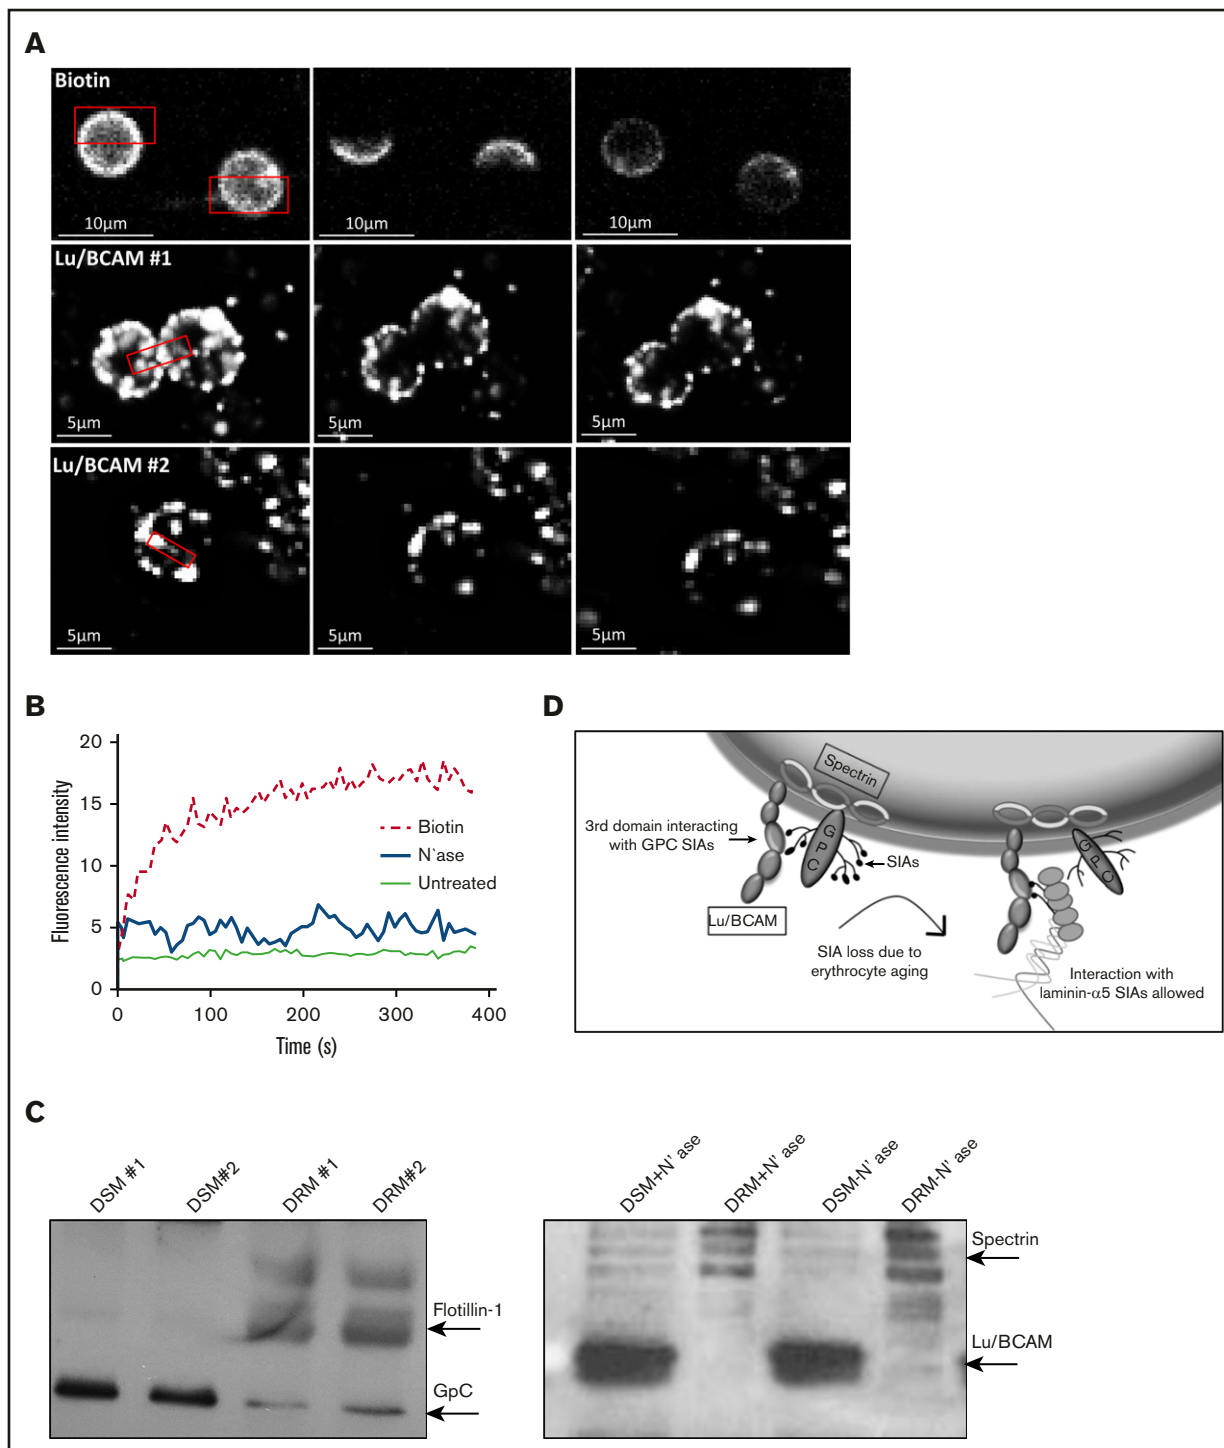 A
Biotin
10µm
10µm
10µm
Lu/BCAM #1
5µm
5µm
5µm
Lu/BCAM #2
5µm
5µm
5µm
B
20
15
10
5
0
Fluorescence intensity
0
100
200
300
400
Time (s)
Biotin
N`ase
Untreated
D
Spectrin
3rd domain interacting
with GPC SIAs
GPC
SIAs
Lu/BCAM
SIA loss due to
erythrocyte aging
GPC
Interaction with
laminin-α5 SIAs allowed
C
DSM #1
DSM#2
DRM #1
DRM#2
Flotillin-1
GpC
DSM+N' ase
DRM+N' ase
DSM-N' ase
DRM-N' ase
Spectrin
Lu/BCAM